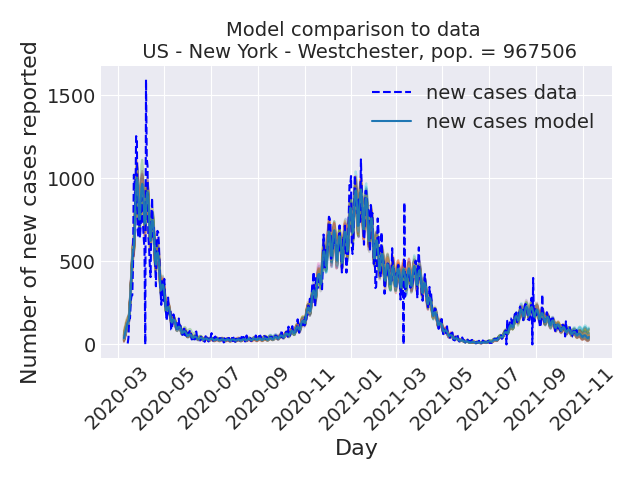 Model comparison to data
US - New York - Westchester, pop. = 967506
Number of new cases reported
1500
1000
500
0
new cases data
new cases model
2020-03
2020-05
2020-07
2020-09
2020-11
2021-01
2021-03
2021-05
2021-07
2021-09
2021-11
Day